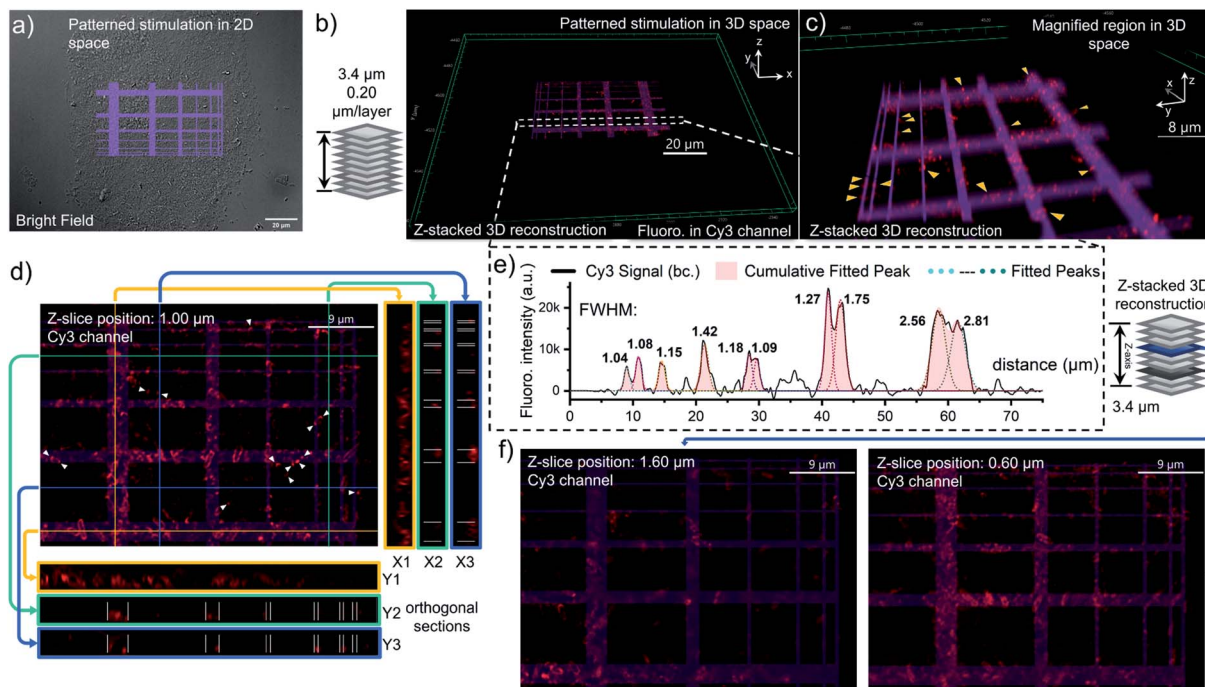 a)
Patterned stimulation in 2D
space
Bright Field
20 µm
b)
3.4 µm
0.20
µm/layer
Patterned stimulation in 3D space
z
y
x
20 µm
Z-stacked 3D reconstruction
Fluoro. in Cy3 channel
c)
Magnified region in 3D
space
z
x
y
8 µm
Z-stacked 3D reconstruction
d)
Z-slice position: 1.00 µm
Cy3 channel
9 µm
X1 X2 X3
Y1
Y2
Y3
orthogonal
sections
e)
Cy3 Signal (bc.)
Cumulative Fitted Peak
Fitted Peaks
Fluoro. intensity (a.u.)
20k
10k
0
FWHM:
1.04
1.08
1.15
1.42
1.18
1.09
1.27
1.75
2.56
2.81
distance (µm)
0 10 20 30 40 50 60 70
Z-stacked 3D
reconstruction
Z-axis
3.4 µm
f)
Z-slice position: 1.60 µm
Cy3 channel
9 µm
Z-slice position: 0.60 µm
Cy3 channel
9 µm